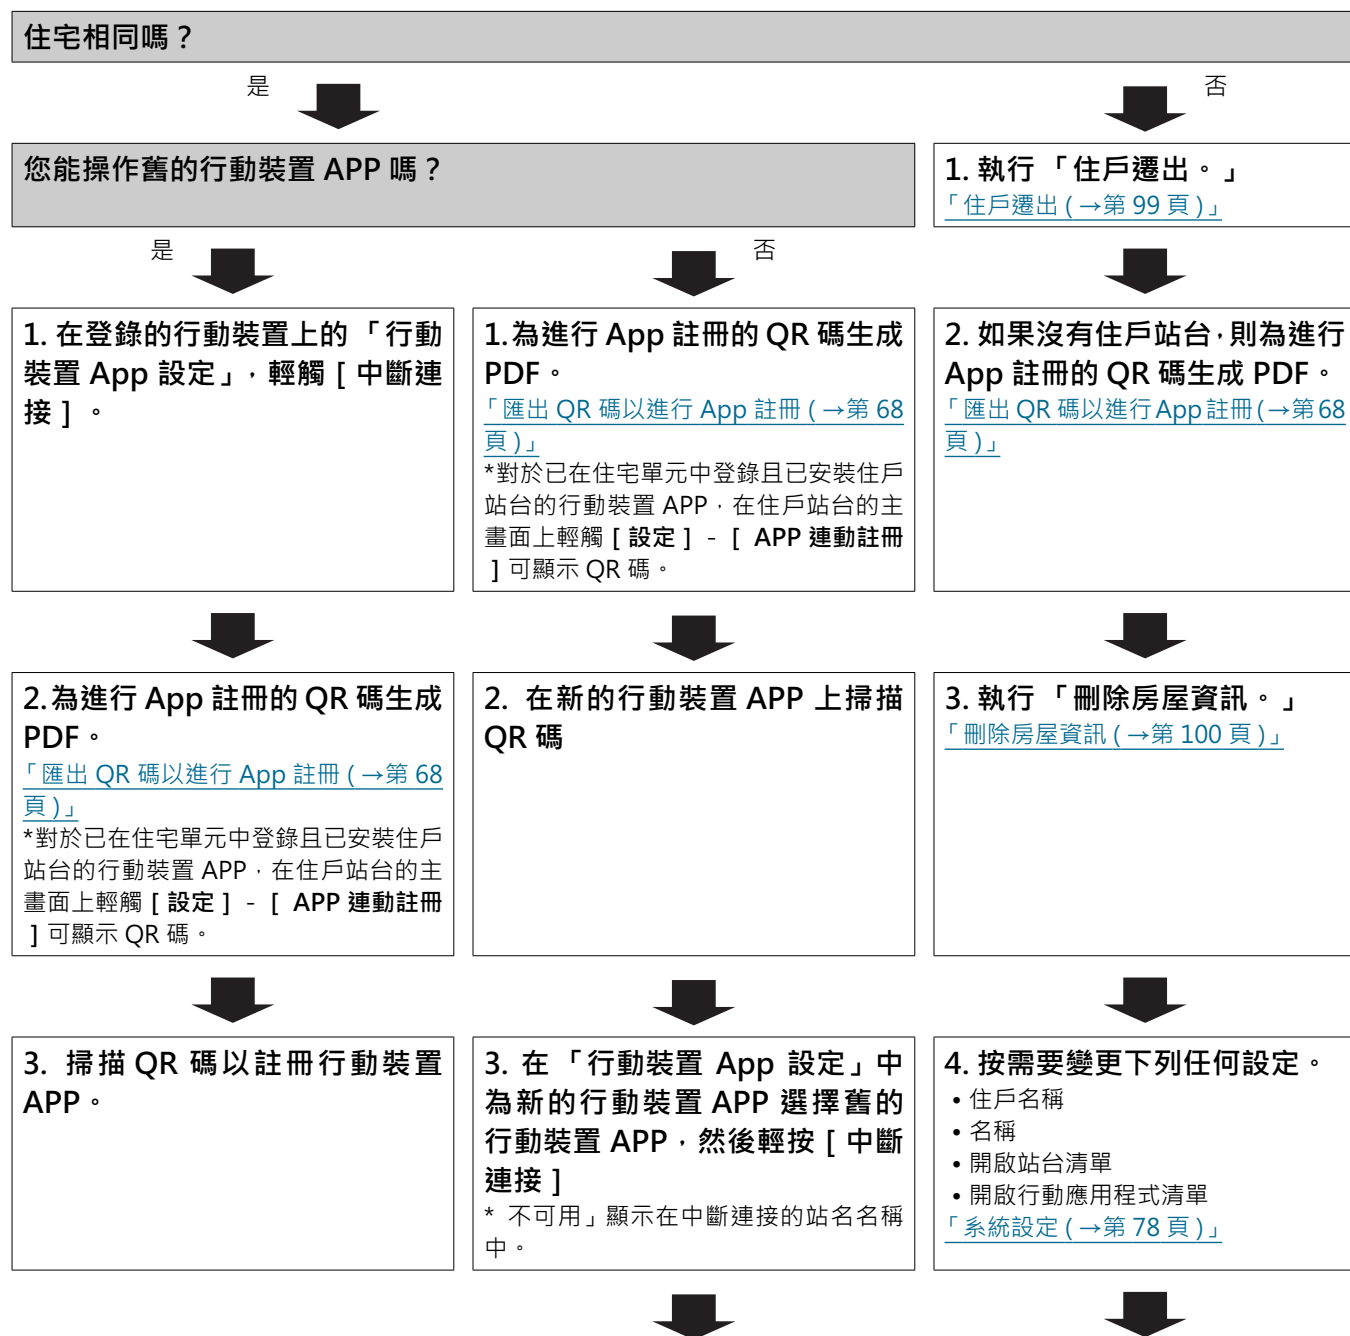 住宅相同嗎？
是
否
您能操作舊的行動裝置 APP 嗎？
1. 執行 「住戶遷出。」
「住戶遷出 ( →第 99 頁 )」
是
否
1. 在登錄的行動裝置上的 「行動
裝置 App 設定」，輕觸 [ 中斷連
接 ] 。
1. 為進行 App 註冊的 QR 碼生成
PDF。
「匯出 QR 碼以進行 App 註冊 ( →第 68
頁 )」
*對於已在住宅單元中登錄且已安裝住戶
站台的行動裝置 APP，在住戶站台的主
畫面上輕觸 [ 設定 ] - [ APP 連動註冊
] 可顯示 QR 碼。
2. 如果沒有住戶站台，則為進行
App 註冊的 QR 碼生成 PDF。
「匯出 QR 碼以進行 App 註冊 ( →第 68
頁 )」
2. 為進行 App 註冊的 QR 碼生成
PDF。
「匯出 QR 碼以進行 App 註冊 ( →第 68
頁 )」
*對於已在住宅單元中登錄且已安裝住戶
站台的行動裝置 APP，在住戶站台的主
畫面上輕觸 [ 設定 ] - [ APP 連動註冊
] 可顯示 QR 碼。
2. 在新的行動裝置 APP 上掃描
QR 碼
3. 執行 「刪除房屋資訊。」
「刪除房屋資訊 ( →第 100 頁 )」
3. 掃描 QR 碼以註冊行動裝置
APP。
3. 在 「行動裝置 App 設定」中
為新的行動裝置 APP 選擇舊的
行動裝置 APP，然後輕按 [ 中斷
連接 ]
* 不可用」顯示在中斷連接的站名名稱
中。
4. 按需要變更下列任何設定。
• 住戶名稱
• 名稱
• 開啟站台清單
• 開啟行動應用程式清單
「系統設定 ( →第 78 頁 )」